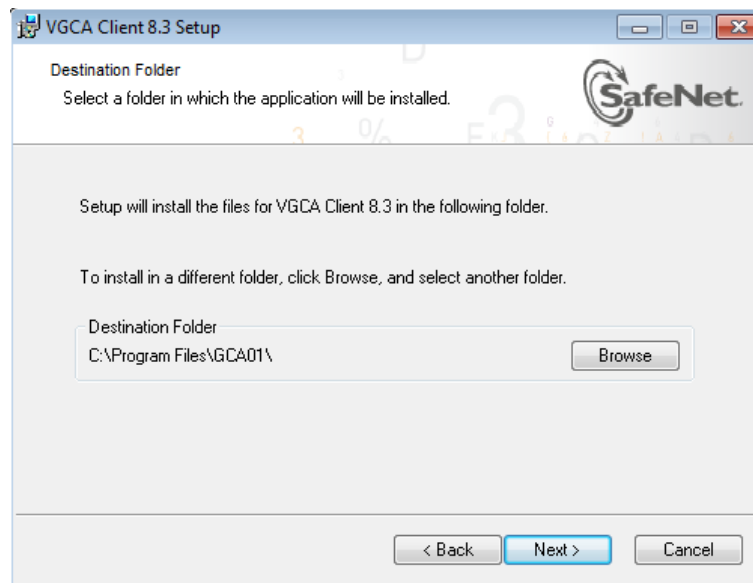 VGCA Client 8.3 Setup
Destination Folder
Select a folder in which the application will be installed.
SafeNet.
Setup will install the files for VGCA Client 8.3 in the following folder.
To install in a different folder, click Browse, and select another folder.
Destination Folder
C:\Program Files\GCA01\
Browse
< Back
Next >
Cancel